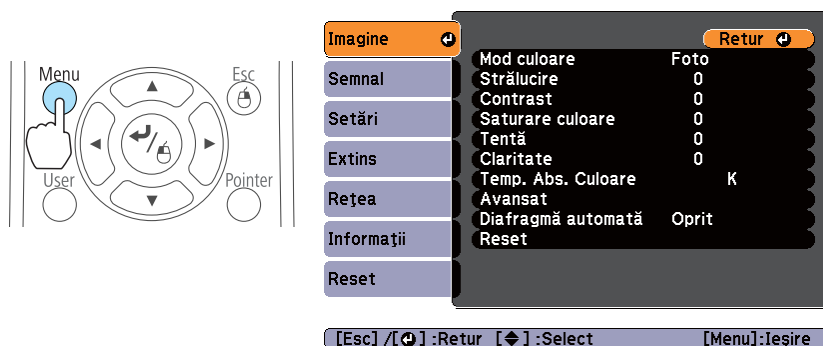 Menu
Esc
User
Pointer
Imagine
Semnal
Setări
Extins
Reţea
Informaţii
Reset
Retur
Mod culoare Foto
Strălucire 0
Contrast 0
Saturare culoare 0
Tentă 0
Claritate 0
Temp. Abs. Culoare K
Avansat
Diafragmă automată Oprit
Reset
[Esc] /[ ] :Retur [ ] :Select [Menu]:Ieşire